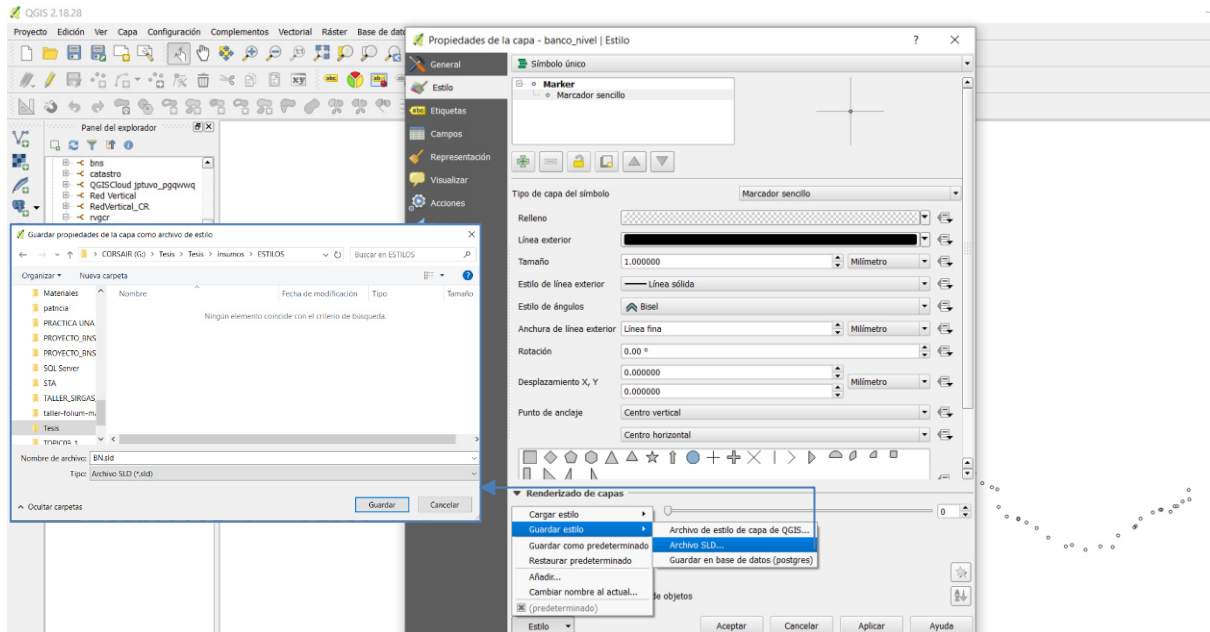 QGIS 2.18.28
Proyecto Edición Ver Capa Configuración Complementos Vectorial Ráster Base de dat
Panel del explorador
bns
catastro
QGISCloud jptuvo_pgqwwq
Red Vertical
RedVertical_CR
rvgcr
Guardar propiedades de la capa como archivo de estilo
CORSAIR (G:) > Tesis > Tesis > insumos > ESTILOS
Buscar en ESTILOS
Organizar
Nueva carpeta
Nombre
Fecha de modificación
Tipo
Tamaño
Ningún elemento coincide con el criterio de búsqueda.
Materiales
patricia
PRACTICA UNA
PROYECTO_BNS
PROYECTO_BNS
SQL Server
STA
TALLER_SIRGAS
taller-folium-m
Tesis
TOPICOS 1
Nombre de archivo: BN.sld
Tipo: Archivo SLD (*.sld)
Ocultar carpetas
Guardar
Cancelar
Propiedades de la capa - banco_nivel | Estilo
? X
General
Estilo
Etiquetas
Campos
Representación
Visualizar
Acciones
Símbolo único
Marker
Marcador sencillo
Tipo de capa del símbolo
Marcador sencillo
Relleno
Línea exterior
Tamaño 1.000000 Milímetro
Estilo de línea exterior Línea sólida
Estilo de ángulos Bisel
Anchura de línea exterior Línea fina Milímetro
Rotación 0.00 °
Desplazamiento X, Y 0.000000 Milímetro
0.000000
Punto de anclaje Centro vertical
Centro horizontal
Renderizado de capas
0
Cargar estilo
Guardar estilo
Guardar como predeterminado
Restaurar predeterminado
Añadir...
Cambiar nombre al actual...
(predeterminado)
Archivo de estilo de capa de QGIS...
Archivo SLD...
Guardar en base de datos (postgres)
de objetos
Estilo
Aceptar
Cancelar
Aplicar
Ayuda